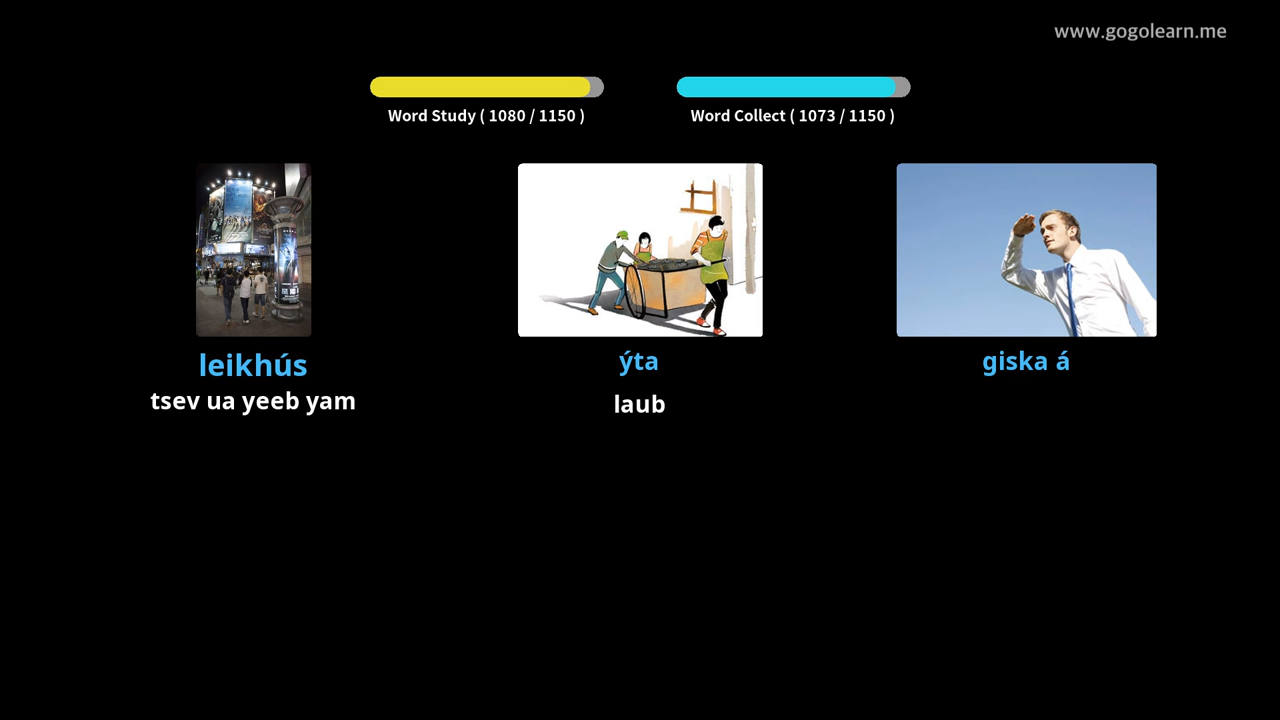 www.gogolearn.me
Word Study ( 1080 / 1150 )
Word Collect ( 1073 / 1150 )
leikhús
tsev ua yeeb yam
ýta
laub
giska á